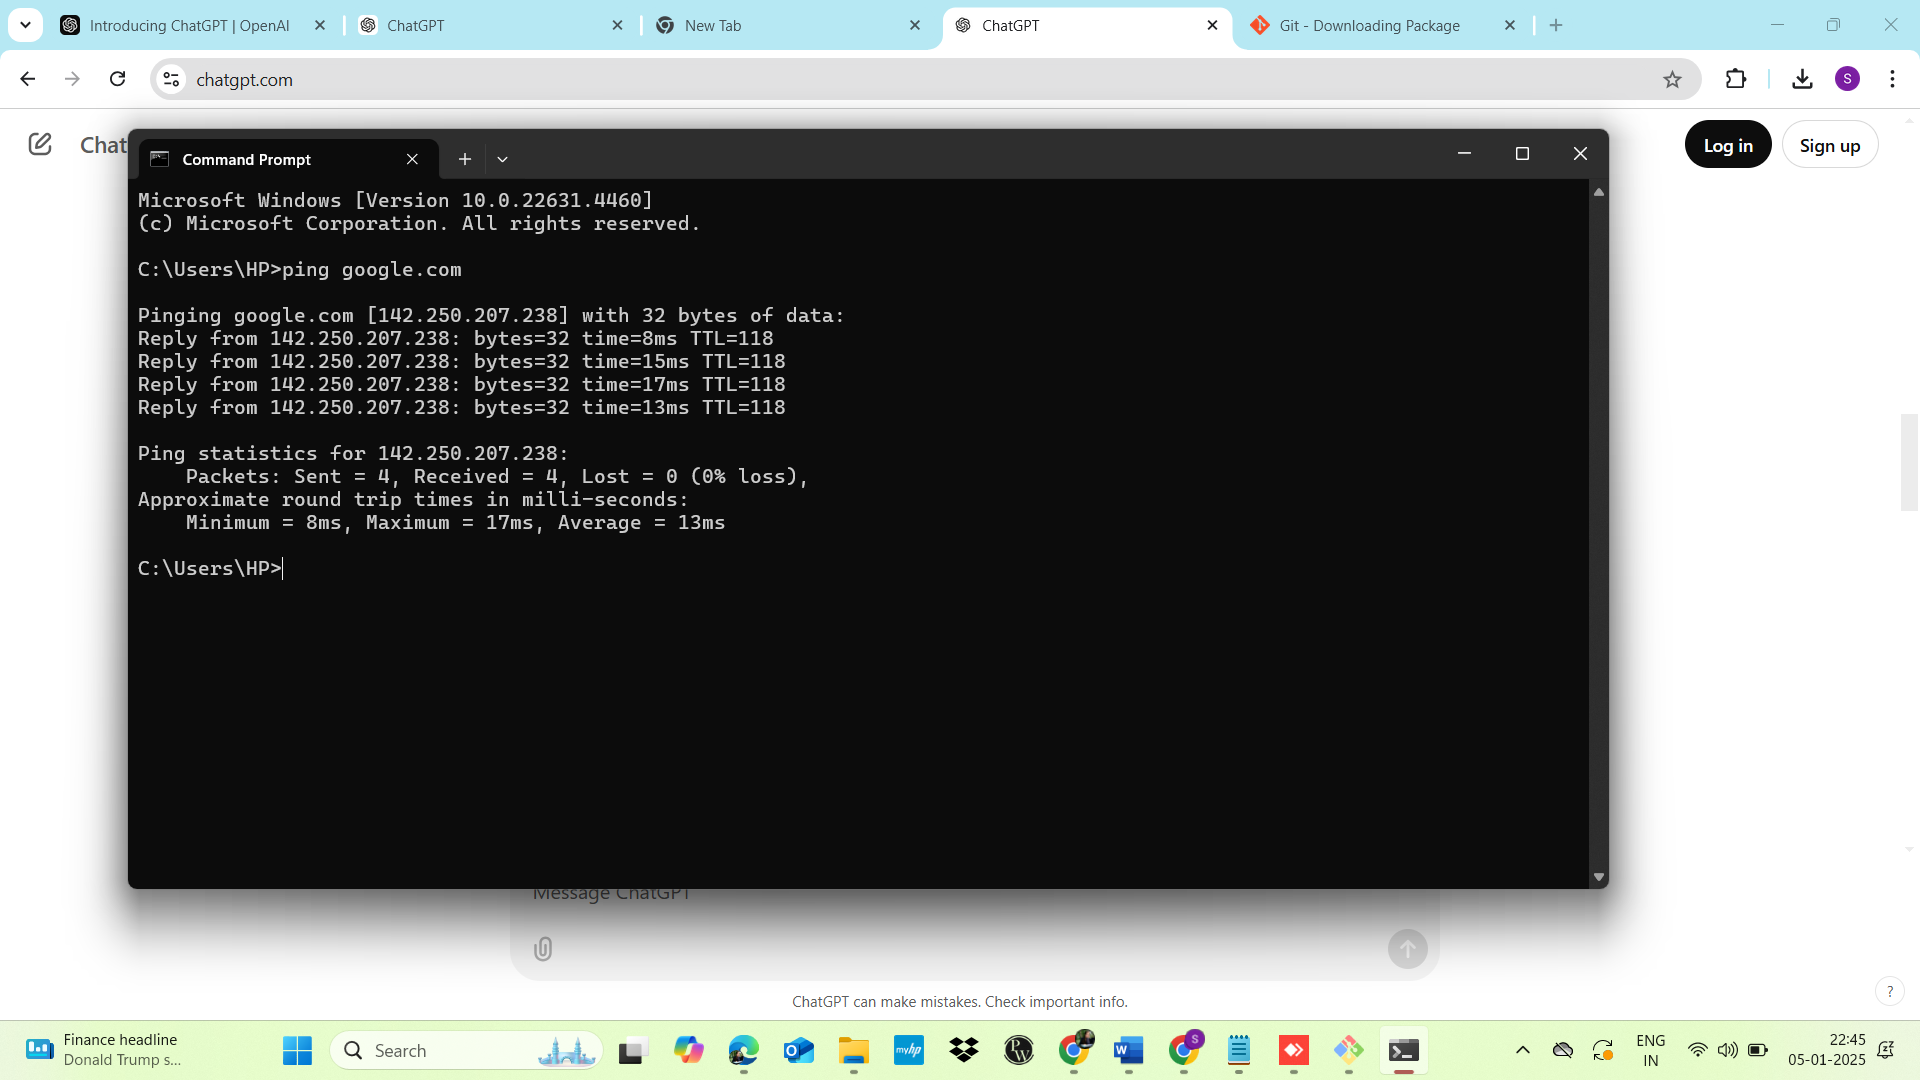 Introducing ChatGPT | OpenAI
ChatGPT
New Tab
ChatGPT
Git - Downloading Package
chatgpt.com
S
Chat
Log in
Sign up
Command Prompt
Microsoft Windows [Version 10.0.22631.4460]
(c) Microsoft Corporation. All rights reserved.
C:\Users\HP>ping google.com
Pinging google.com [142.250.207.238] with 32 bytes of data:
Reply from 142.250.207.238: bytes=32 time=8ms TTL=118
Reply from 142.250.207.238: bytes=32 time=15ms TTL=118
Reply from 142.250.207.238: bytes=32 time=17ms TTL=118
Reply from 142.250.207.238: bytes=32 time=13ms TTL=118
Ping statistics for 142.250.207.238:
Packets: Sent = 4, Received = 4, Lost = 0 (0% loss),
Approximate round trip times in milli-seconds:
Minimum = 8ms, Maximum = 17ms, Average = 13ms
C:\Users\HP>
Message ChatGPT
ChatGPT can make mistakes. Check important info.
?
Finance headline
Donald Trump s...
Search
myhp
PW
S
ENG
IN
22:45
05-01-2025